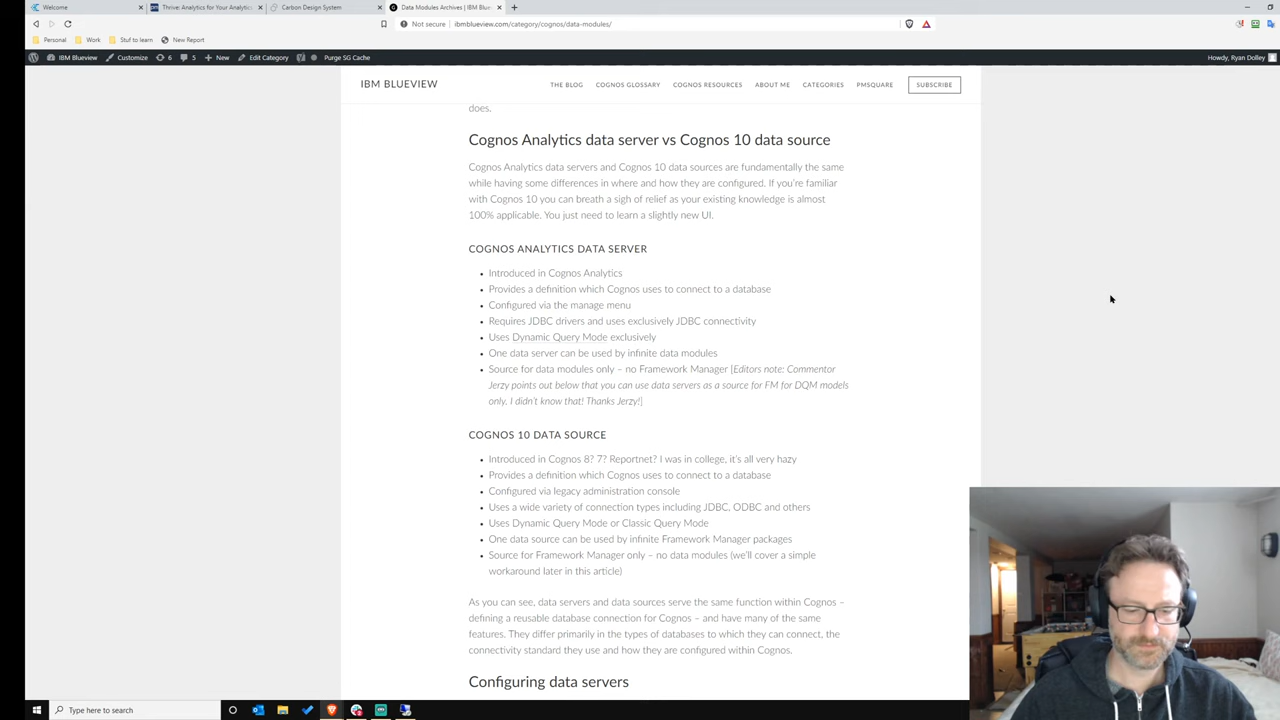 Welcome
Thrive: Analytics for Your Analytics
Carbon Design System
Data Modules Archives | IBM Blue
Not secure
ibmblueview.com/category/cognos/data-modules/
Personal
Work
Stuf to learn
New Report
IBM Blueview
Customize
6
5
New
Edit Category
Purge SG Cache
Howdy, Ryan Dolley
IBM BLUEVIEW
THE BLOG
COGNOS GLOSSARY
COGNOS RESOURCES
ABOUT ME
CATEGORIES
PMSQUARE
SUBSCRIBE
does.
Cognos Analytics data server vs Cognos 10 data source
Cognos Analytics data servers and Cognos 10 data sources are fundamentally the same
while having some differences in where and how they are configured. If you're familiar
with Cognos 10 you can breath a sigh of relief as your existing knowledge is almost
100% applicable. You just need to learn a slightly new UI.
COGNOS ANALYTICS DATA SERVER
• Introduced in Cognos Analytics
• Provides a definition which Cognos uses to connect to a database
• Configured via the manage menu
• Requires JDBC drivers and uses exclusively JDBC connectivity
• Uses Dynamic Query Mode exclusively
• One data server can be used by infinite data modules
• Source for data modules only – no Framework Manager [Editors note: Commentor
Jerzy points out below that you can use data servers as a source for FM for DQM models
only. I didn't know that! Thanks Jerzy!]
COGNOS 10 DATA SOURCE
• Introduced in Cognos 8? 7? Reportnet? I was in college, it's all very hazy
• Provides a definition which Cognos uses to connect to a database
• Configured via legacy administration console
• Uses a wide variety of connection types including JDBC, ODBC and others
• Uses Dynamic Query Mode or Classic Query Mode
• One data source can be used by infinite Framework Manager packages
• Source for Framework Manager only – no data modules (we'll cover a simple
workaround later in this article)
As you can see, data servers and data sources serve the same function within Cognos –
defining a reusable database connection for Cognos – and have many of the same
features. They differ primarily in the types of databases to which they can connect, the
connectivity standard they use and how they are configured within Cognos.
Configuring data servers
Type here to search